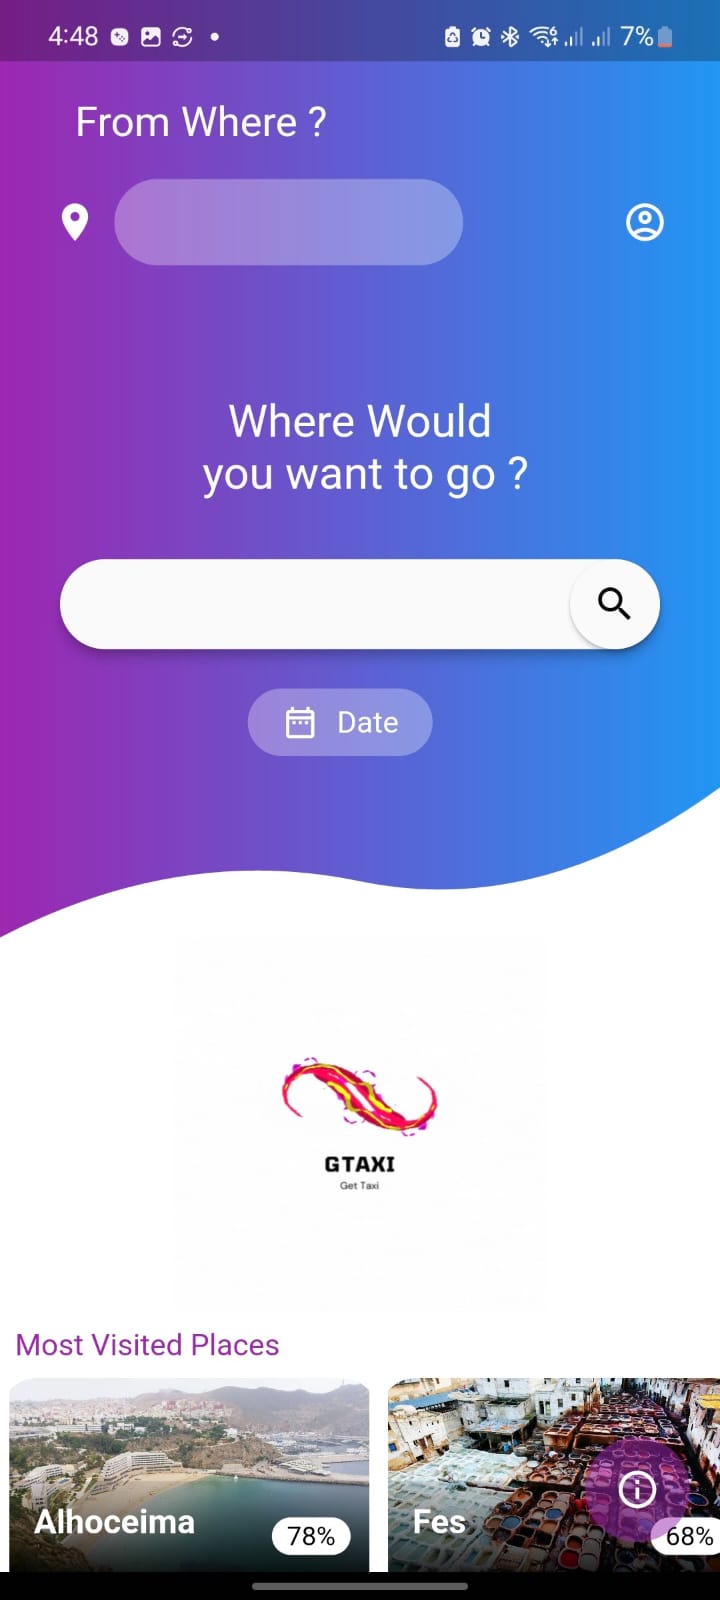 4:48
7%
From Where ?
Where Would
you want to go ?
Date
GTAXI
Get Taxi
Most Visited Places
Alhoceima
78%
Fes
68%